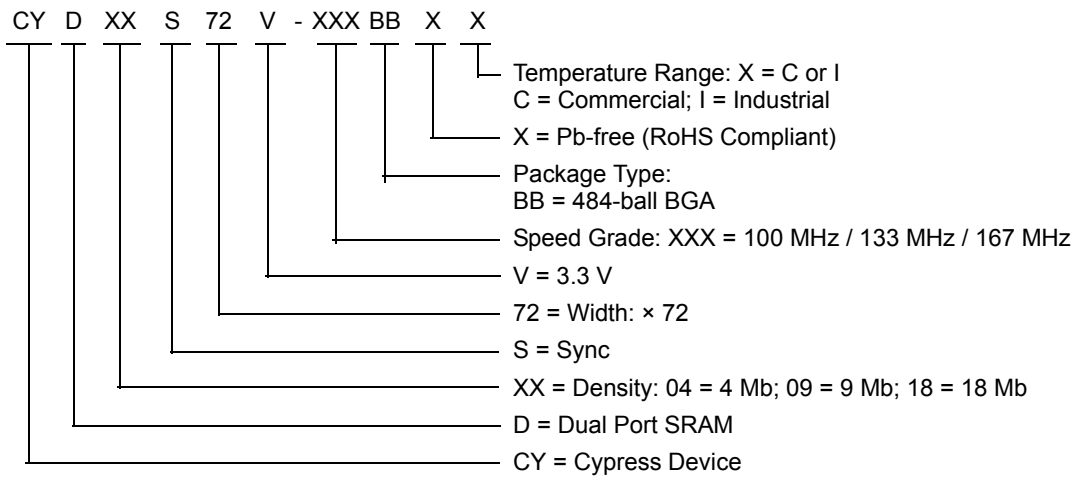 CY D XX S 72 V - XXX BB X X
Temperature Range: X = C or I
C = Commercial; I = Industrial
X = Pb-free (RoHS Compliant)
Package Type:
BB = 484-ball BGA
Speed Grade: XXX = 100 MHz / 133 MHz / 167 MHz
V = 3.3 V
72 = Width: × 72
S = Sync
XX = Density: 04 = 4 Mb; 09 = 9 Mb; 18 = 18 Mb
D = Dual Port SRAM
CY = Cypress Device